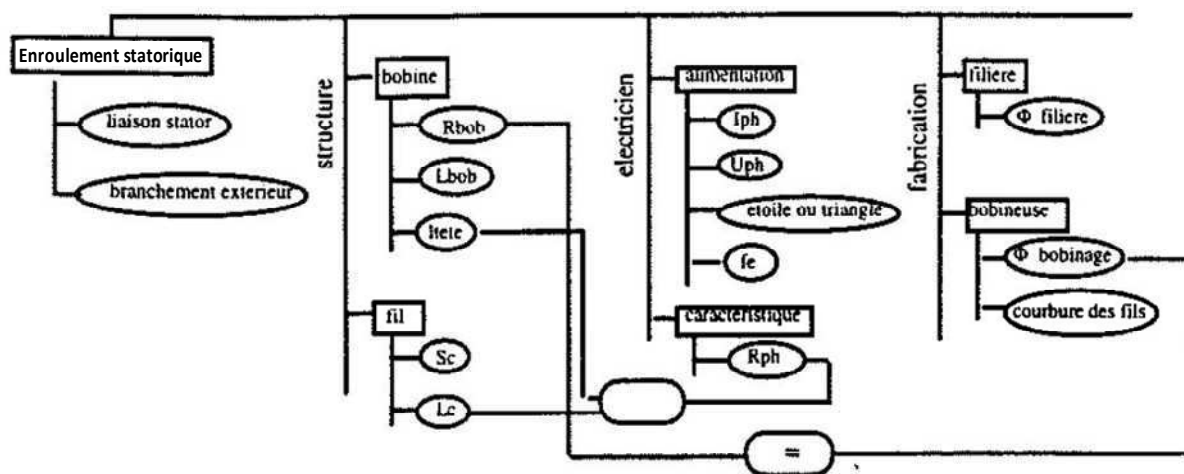 Enroulement statorique
liaison stator
branchement exterieur
structure
bobine
Rbob
Lbob
ltete
fil
Sc
Lc
electricien
alimentation
Iph
Uph
etoile ou triangle
fe
caractéristique
Rph
fabrication
filiere
Φ filiere
bobineuse
Φ bobinage
courbure des fils
=